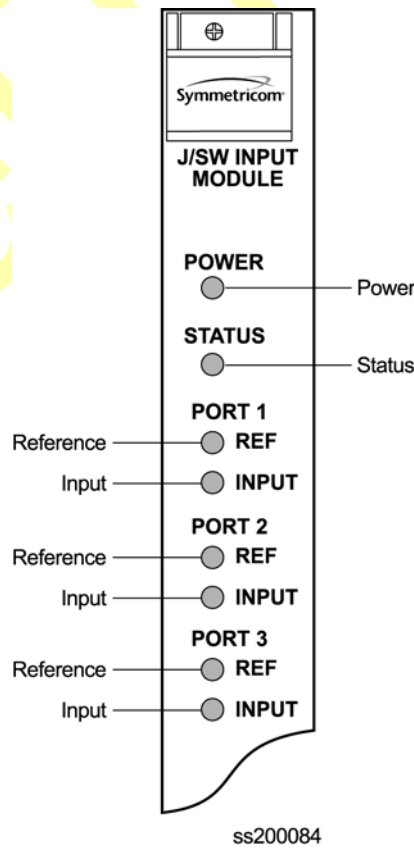 Symmetricom
J/SW INPUT
MODULE
POWER
Power
STATUS
Status
PORT 1
Reference REF
Input INPUT
PORT 2
Reference REF
Input INPUT
PORT 3
Reference REF
Input INPUT
ss200084